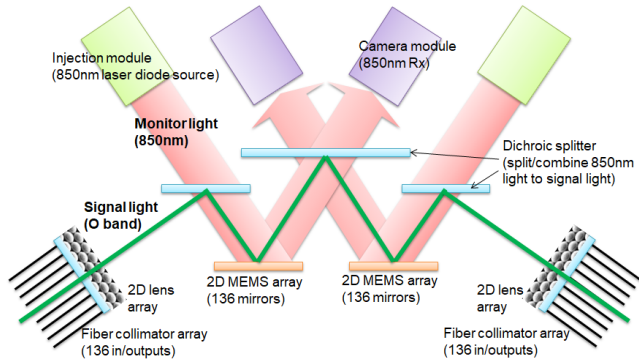 Injection module
(850nm laser diode source)
Camera module
(850nm Rx)
Monitor light
(850nm)
Dichroic splitter
(split/combine 850nm
light to signal light)
Signal light
(O band)
2D lens
array
2D MEMS array
(136 mirrors)
2D MEMS array
(136 mirrors)
2D lens
array
Fiber collimator array
(136 in/outputs)
Fiber collimator array
(136 in/outputs)